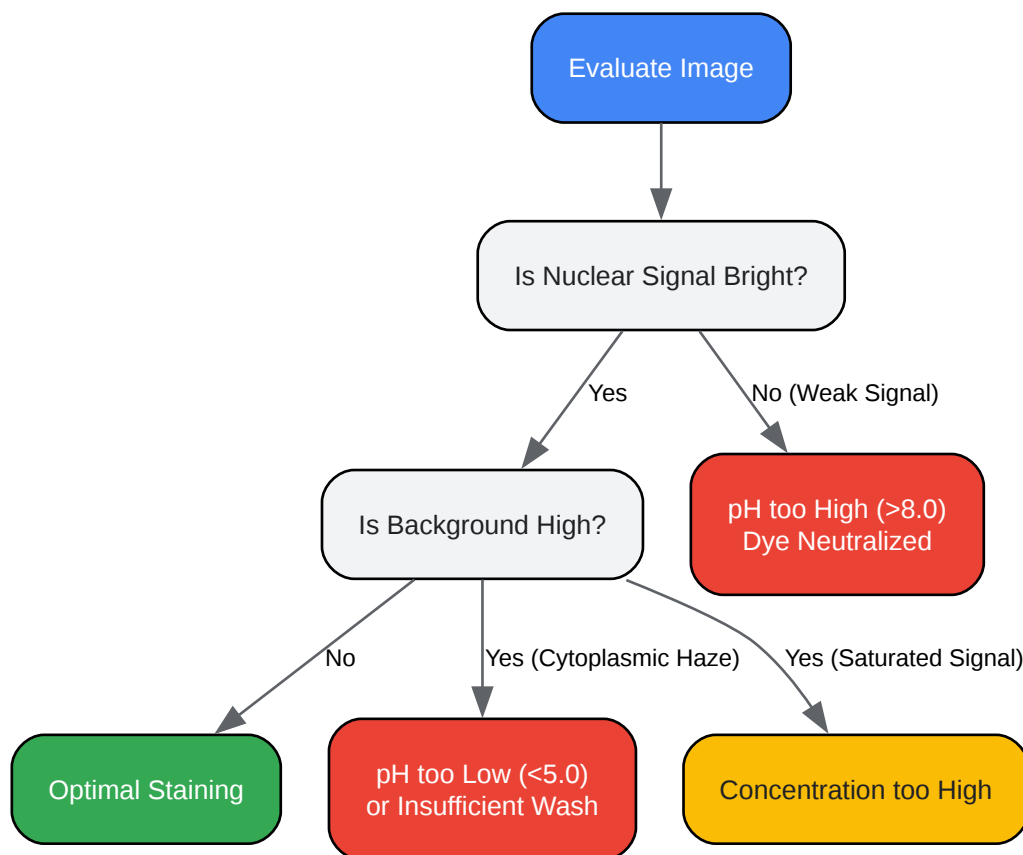 Evaluate Image
Is Nuclear Signal Bright?
Yes
No (Weak Signal)
Is Background High?
pH too High (>8.0)
Dye Neutralized
No
Yes (Cytoplasmic Haze)
Yes (Saturated Signal)
Optimal Staining
pH too Low (<5.0)
or Insufficient Wash
Concentration too High